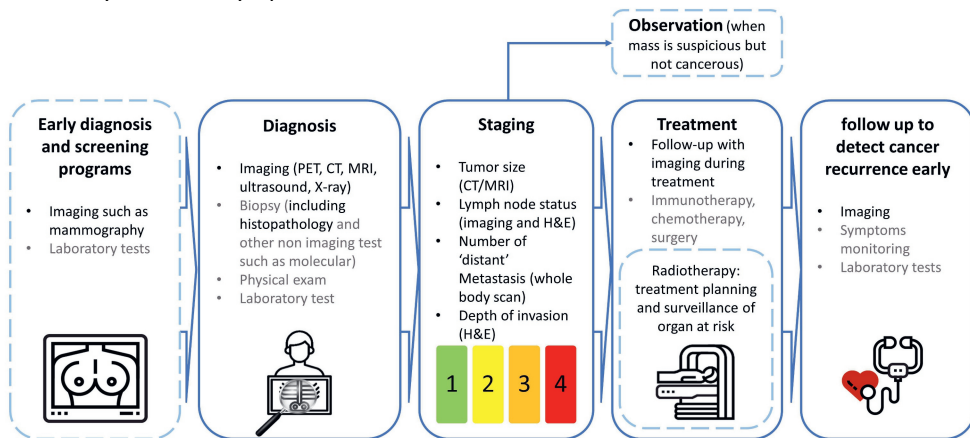 Observation (when
mass is suspicious but
not cancerous)
Early diagnosis
and screening
programs
• Imaging such as
mammography
• Laboratory tests
Diagnosis
• Imaging (PET, CT, MRI,
ultrasound, X-ray)
• Biopsy (including
histopathology and
other non imaging test
such as molecular)
• Physical exam
• Laboratory test
Staging
• Tumor size
(CT/MRI)
• Lymph node status
(imaging and H&E)
• Number of
‘distant’
Metastasis (whole
body scan)
• Depth of invasion
(H&E)
1
2
3
4
Treatment
• Follow-up with
imaging during
treatment
• Immunotherapy,
chemotherapy,
surgery
Radiotherapy:
treatment planning
and surveillance of
organ at risk
follow up to
detect cancer
recurrence early
• Imaging
• Symptoms
monitoring
• Laboratory tests